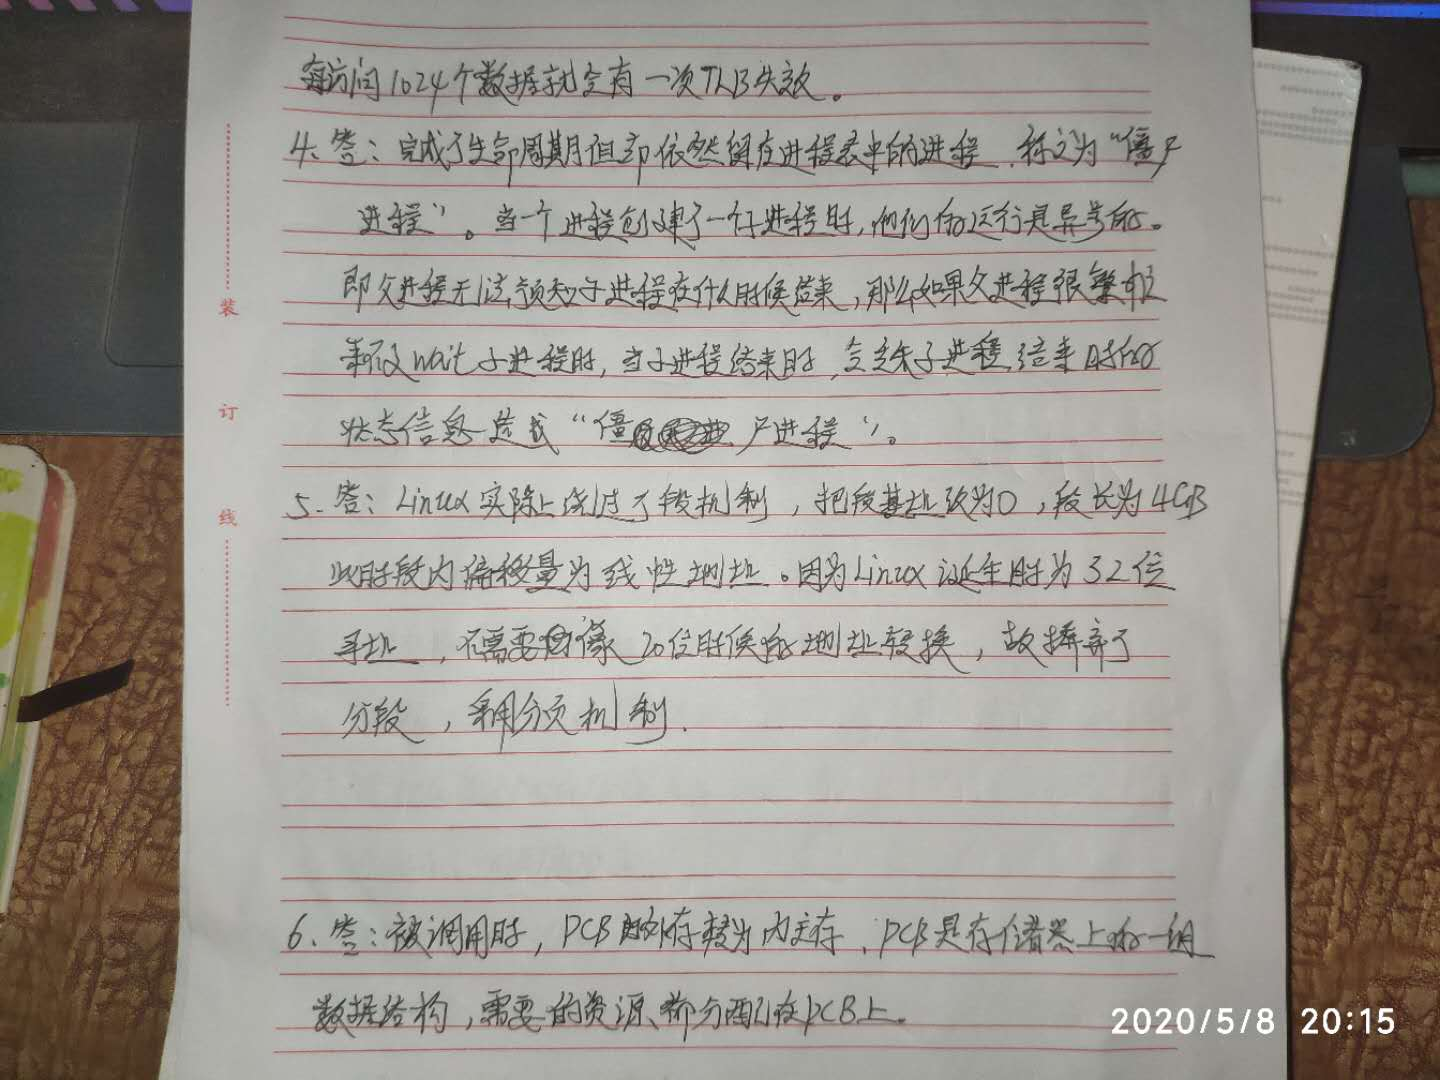 每访问1024个数据就会有一次TLB失效。
4、答：完成了生命周期但却依然留在进程表中的进程，称之为“僵尸
进程”。当一个进程创建了一个子进程时，他们的运行是异步的。
即父进程无法预知子进程在什么时候结束，那么如果父进程很繁忙
来不及wait子进程时，当子进程结束时，会丢失子进程结束时的
状态信息 造成“僵尸进程”。
5、答：Linux实际上绕过了段机制，把段基址改为0，段长为4GB
此时段内偏移量为线性地址。因为Linux诞生时为32位
寻址，不需要像20位时候的地址转换，故摒弃了
分段，采用分页机制.
6、答：被调用时，PCB由外存转为内主存，PCB是存储器上的一组
数据结构，需要的资源、都分配在PCB上。
装
订
线
2020/5/8 20:15